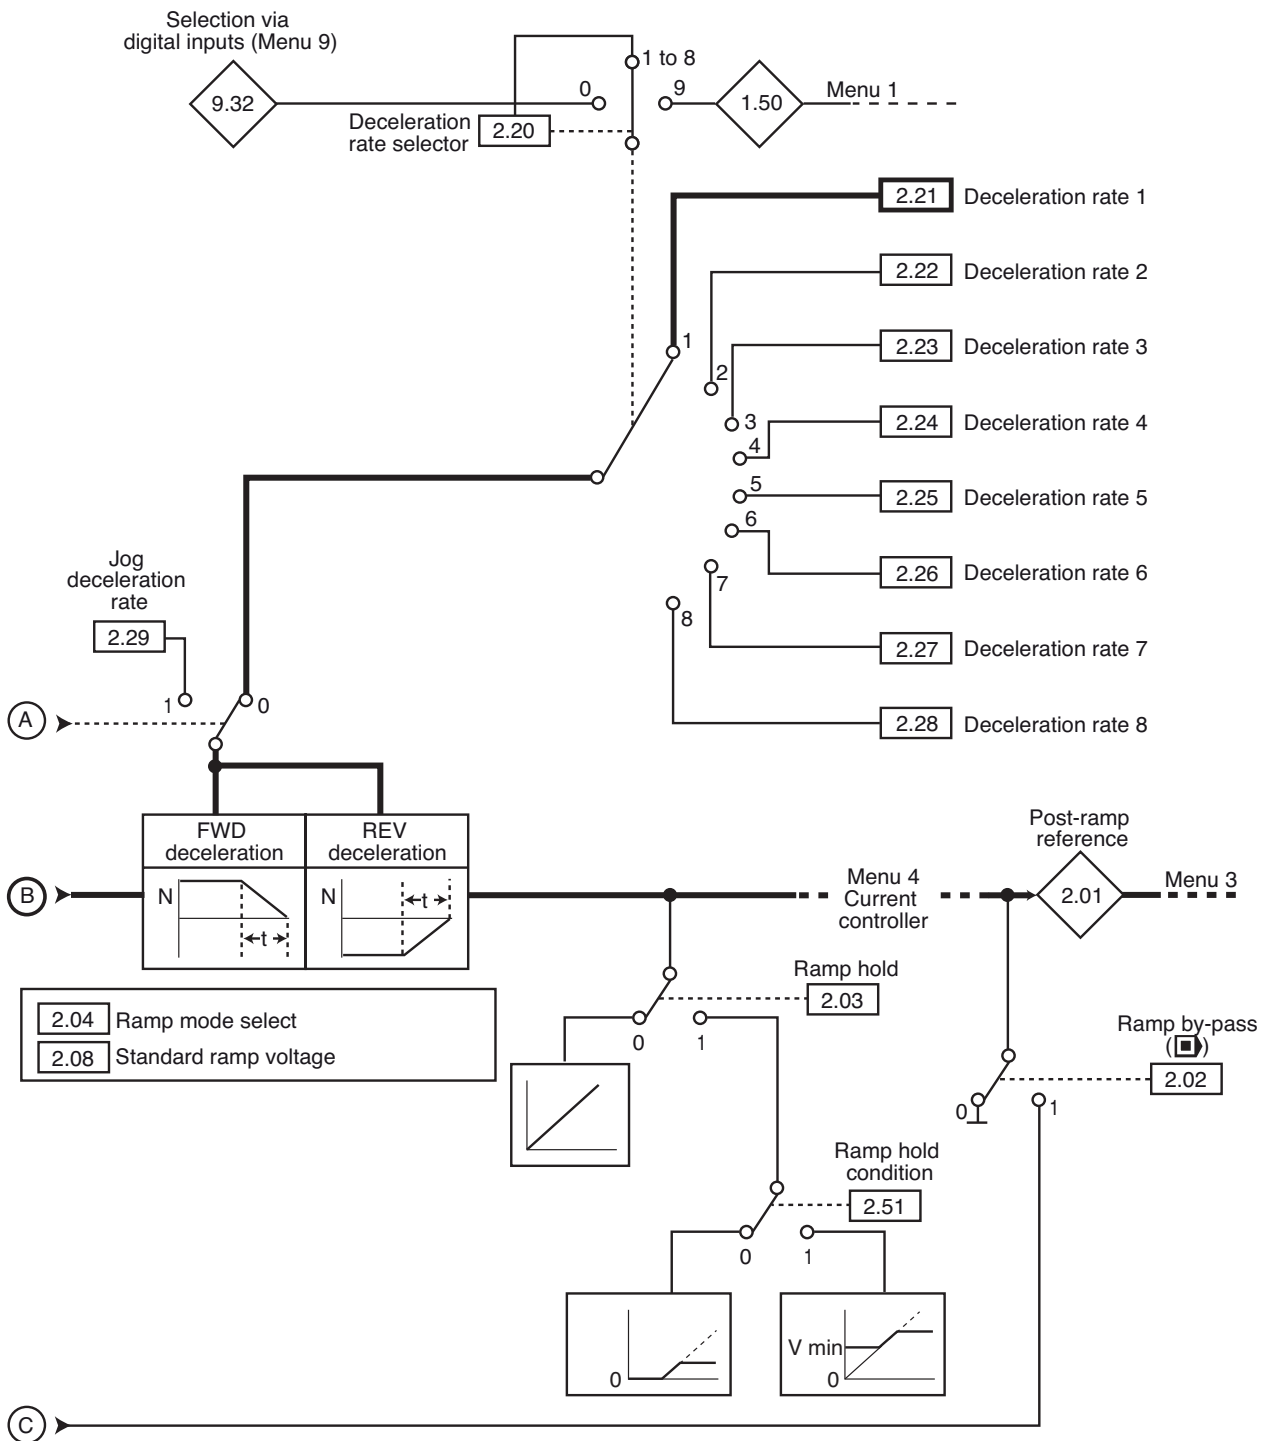 Selection via
digital inputs (Menu 9)
1 to 8
0
9
9.32
1.50
Menu 1
Deceleration
rate selector
2.20
2.21
Deceleration rate 1
2.22
Deceleration rate 2
1
2.23
Deceleration rate 3
2
3
2.24
Deceleration rate 4
4
5
2.25
Deceleration rate 5
6
2.26
Deceleration rate 6
7
8
2.27
Deceleration rate 7
2.28
Deceleration rate 8
Jog
deceleration
rate
2.29
1
0
A
FWD
deceleration
REV
deceleration
B
N
t
N
t
Menu 4
Current
controller
Post-ramp
reference
2.01
Menu 3
2.04
Ramp mode select
2.08
Standard ramp voltage
Ramp hold
2.03
0
1
Ramp by-pass
( )
2.02
0
1
Ramp hold
condition
2.51
0
1
0
V min
0
C